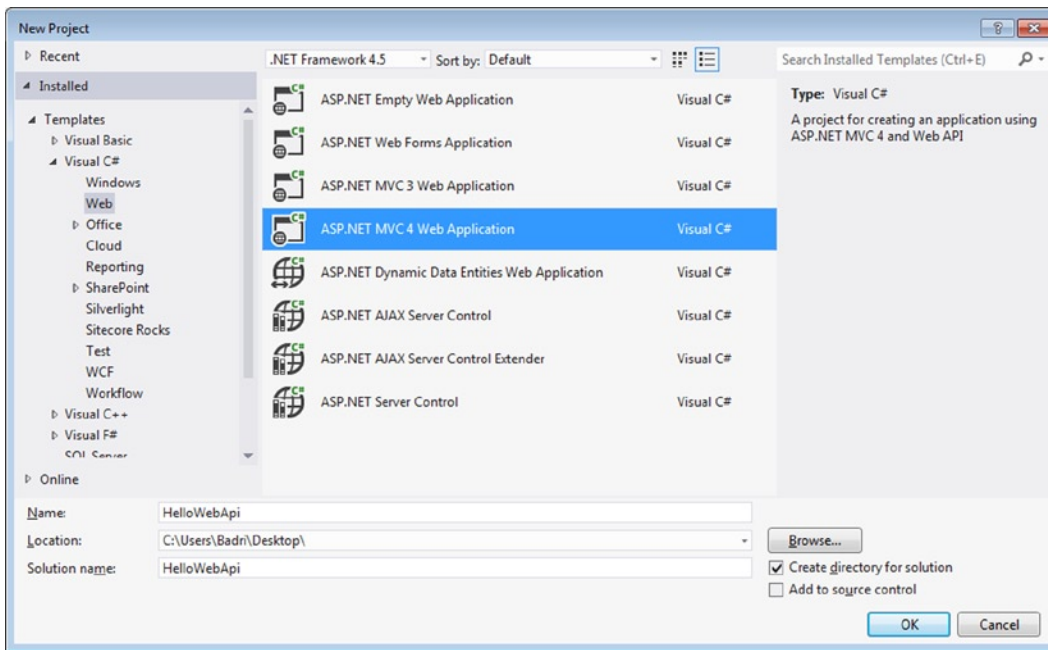 New Project
Recent
.NET Framework 4.5
Sort by: Default
Search Installed Templates (Ctrl+E)
Installed
Templates
Visual Basic
Visual C#
Windows
Web
Office
Cloud
Reporting
SharePoint
Silverlight
Sitecore Rocks
Test
WCF
Workflow
Visual C++
Visual F#
SQL Server
Online
ASP.NET Empty Web Application Visual C#
ASP.NET Web Forms Application Visual C#
ASP.NET MVC 3 Web Application Visual C#
ASP.NET MVC 4 Web Application Visual C#
ASP.NET Dynamic Data Entities Web Application Visual C#
ASP.NET AJAX Server Control Visual C#
ASP.NET AJAX Server Control Extender Visual C#
ASP.NET Server Control Visual C#
Type: Visual C#
A project for creating an application using
ASP.NET MVC 4 and Web API
Name: HelloWebApi
Location: C:\Users\Badri\Desktop\
Browse...
Solution name: HelloWebApi
Create directory for solution
Add to source control
OK Cancel